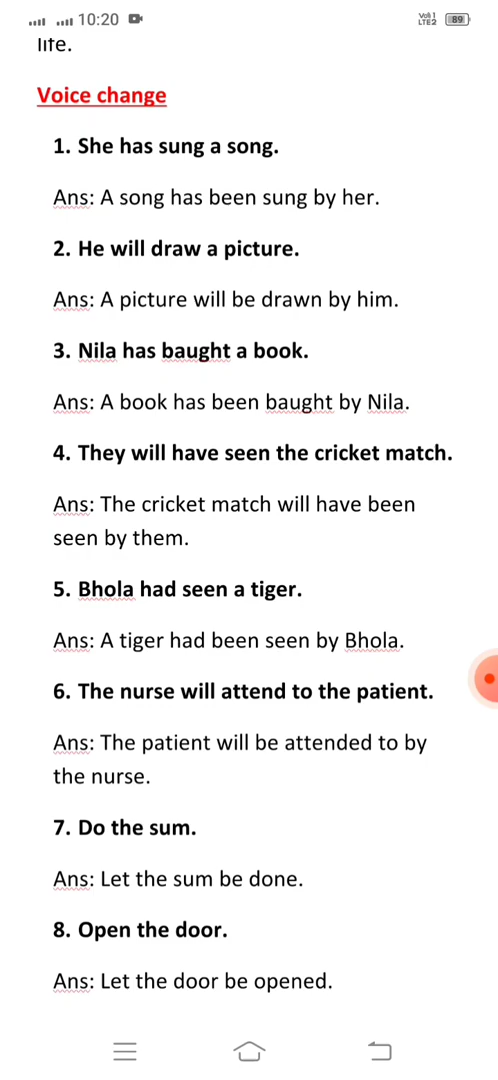 10:20
Vo)) 1
LTE2
89
life.
Voice change
1. She has sung a song.
Ans: A song has been sung by her.
2. He will draw a picture.
Ans: A picture will be drawn by him.
3. Nila has baught a book.
Ans: A book has been baught by Nila.
4. They will have seen the cricket match.
Ans: The cricket match will have been
seen by them.
5. Bhola had seen a tiger.
Ans: A tiger had been seen by Bhola.
6. The nurse will attend to the patient.
Ans: The patient will be attended to by
the nurse.
7. Do the sum.
Ans: Let the sum be done.
8. Open the door.
Ans: Let the door be opened.